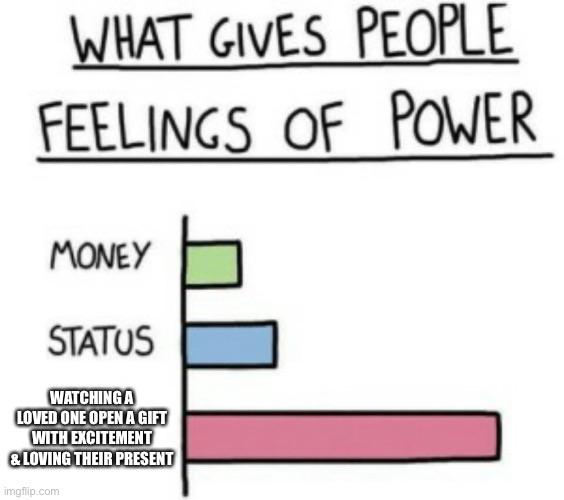 WHAT GIVES PEOPLE
FEELINGS OF POWER
MONEY
STATUS
WATCHING A
LOVED ONE OPEN A GIFT
WITH EXCITEMENT
& LOVING THEIR PRESENT
imgflip.com